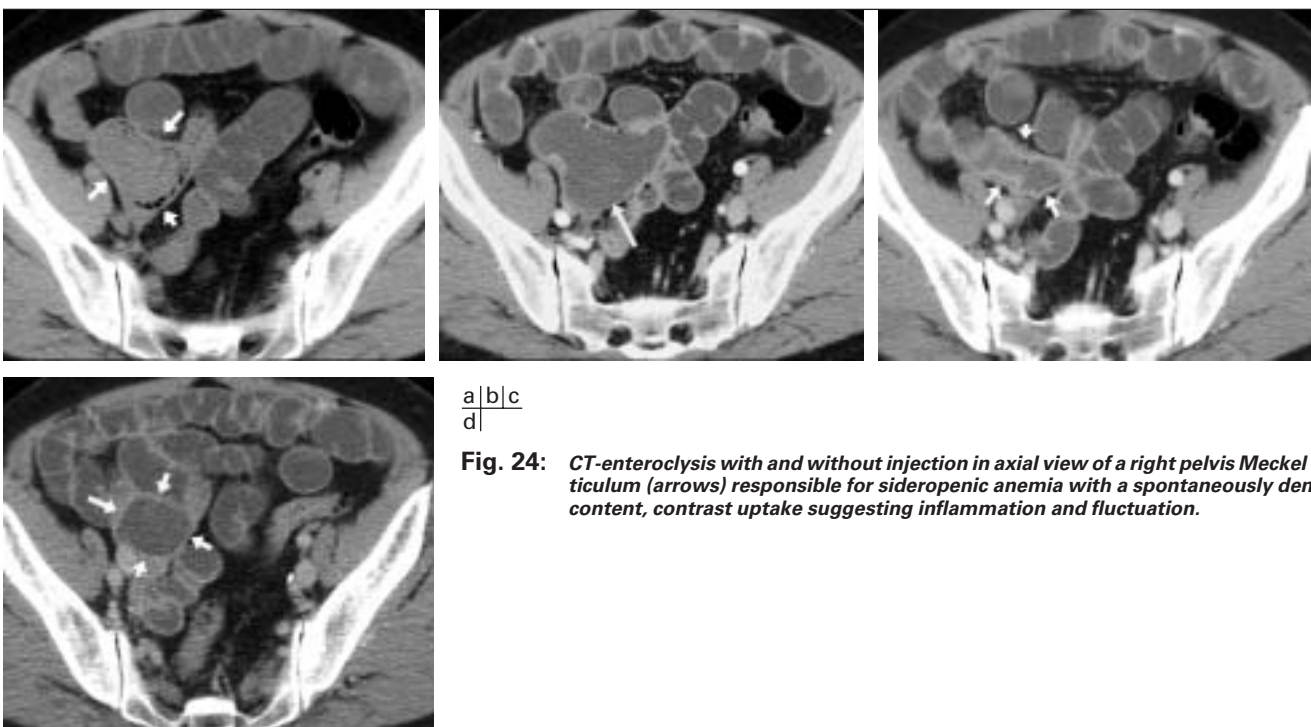 a|b|c
d|
Fig. 24: CT-enteroclysis with and without injection in axial view of a right pelvis Meckel
ticulum (arrows) responsible for sideropenic anemia with a spontaneously den
content, contrast uptake suggesting inflammation and fluctuation.